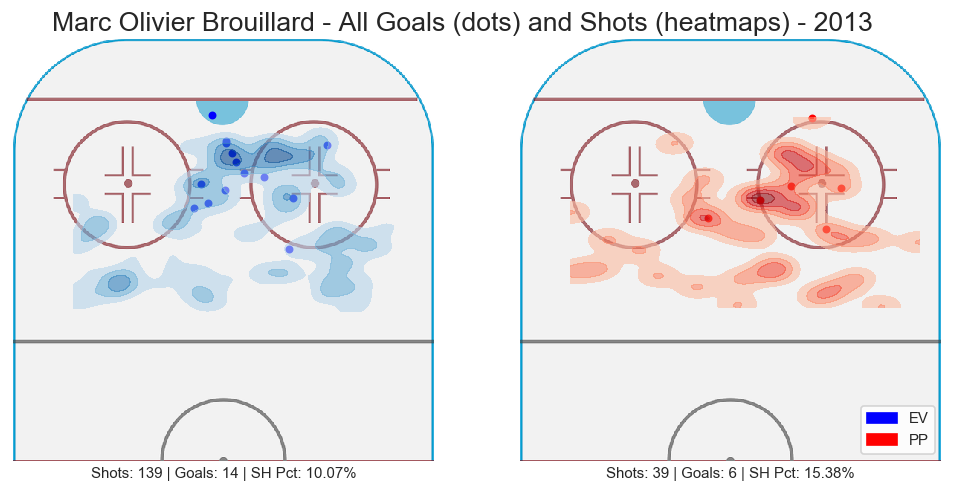 Marc Olivier Brouillard - All Goals (dots) and Shots (heatmaps) - 2013
EV
PP
Shots: 139 | Goals: 14 | SH Pct: 10.07%
Shots: 39 | Goals: 6 | SH Pct: 15.38%